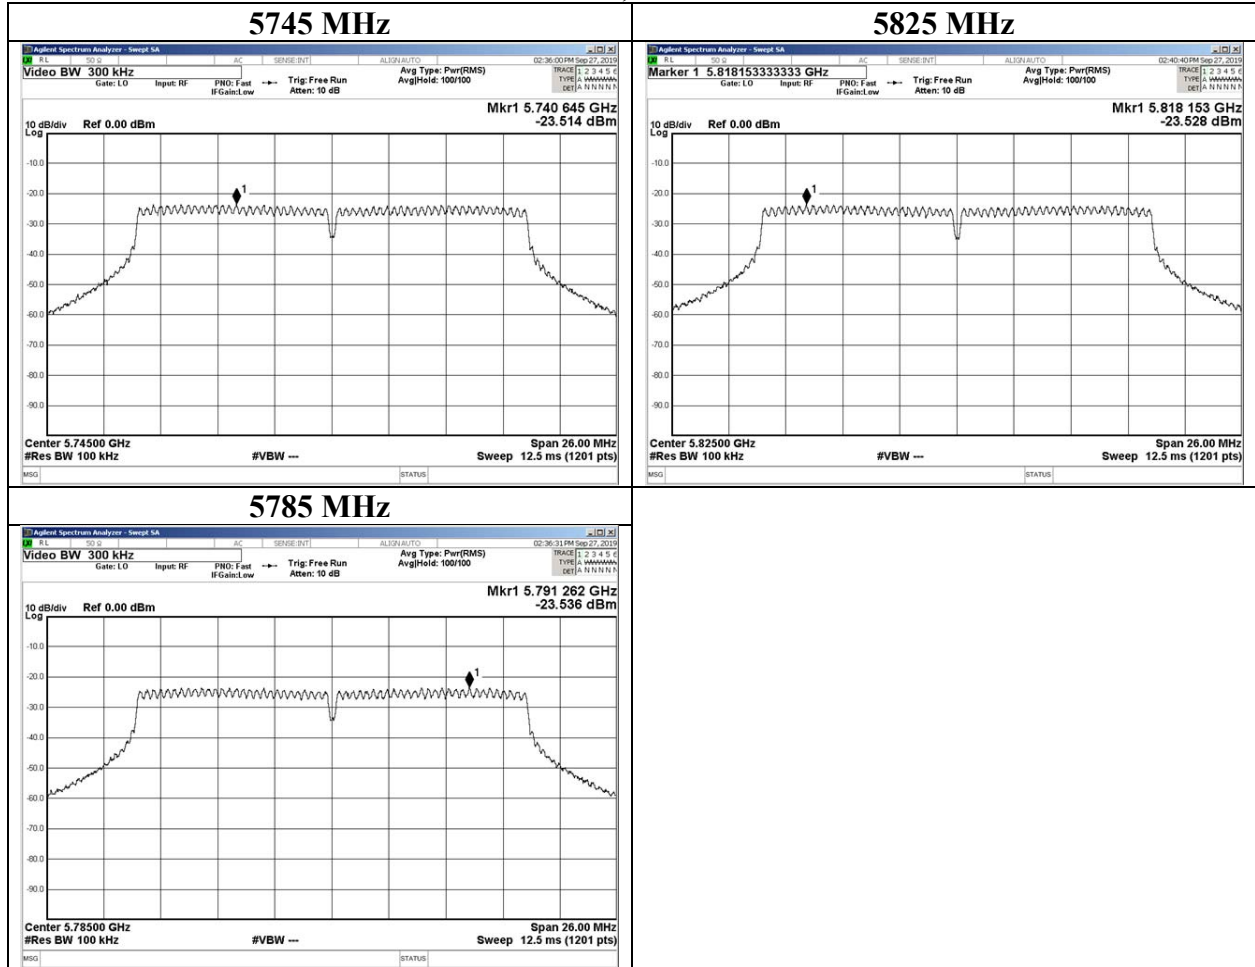 5745 MHz
Agilent Spectrum Analyzer - Swept SA
RL 50 Ω AC SENSE:INT ALIGN AUTO 02:36:00 PM Sep 27, 2019
Video BW 300 kHz
Gate: LO Input: RF PNO: Fast IFGain:Low
Trig: Free Run
Atten: 10 dB
Avg Type: Pwr(RMS)
Avg|Hold: 100/100
TRACE 1 2 3 4 5 6
TYPE A
DET A N N N N N
Mkr1 5.740 645 GHz
-23.514 dBm
10 dB/div Ref 0.00 dBm
Log
-10.0
-20.0
-30.0
-40.0
-50.0
-60.0
-70.0
-80.0
-90.0
1
Center 5.74500 GHz Span 26.00 MHz
#Res BW 100 kHz #VBW --- Sweep 12.5 ms (1201 pts)
MSG STATUS
5825 MHz
Agilent Spectrum Analyzer - Swept SA
RL 50 Ω AC SENSE:INT ALIGN AUTO 02:40:40 PM Sep 27, 2019
Marker 1 5.818153333333 GHz
Gate: LO Input: RF PNO: Fast IFGain:Low
Trig: Free Run
Atten: 10 dB
Avg Type: Pwr(RMS)
Avg|Hold: 100/100
TRACE 1 2 3 4 5 6
TYPE A
DET A N N N N N
Mkr1 5.818 153 GHz
-23.528 dBm
10 dB/div Ref 0.00 dBm
Log
-10.0
-20.0
-30.0
-40.0
-50.0
-60.0
-70.0
-80.0
-90.0
1
Center 5.82500 GHz Span 26.00 MHz
#Res BW 100 kHz #VBW --- Sweep 12.5 ms (1201 pts)
MSG STATUS
5785 MHz
Agilent Spectrum Analyzer - Swept SA
RL 50 Ω AC SENSE:INT ALIGN AUTO 02:36:31 PM Sep 27, 2019
Video BW 300 kHz
Gate: LO Input: RF PNO: Fast IFGain:Low
Trig: Free Run
Atten: 10 dB
Avg Type: Pwr(RMS)
Avg|Hold: 100/100
TRACE 1 2 3 4 5 6
TYPE A
DET A N N N N N
Mkr1 5.791 262 GHz
-23.536 dBm
10 dB/div Ref 0.00 dBm
Log
-10.0
-20.0
-30.0
-40.0
-50.0
-60.0
-70.0
-80.0
-90.0
1
Center 5.78500 GHz Span 26.00 MHz
#Res BW 100 kHz #VBW --- Sweep 12.5 ms (1201 pts)
MSG STATUS